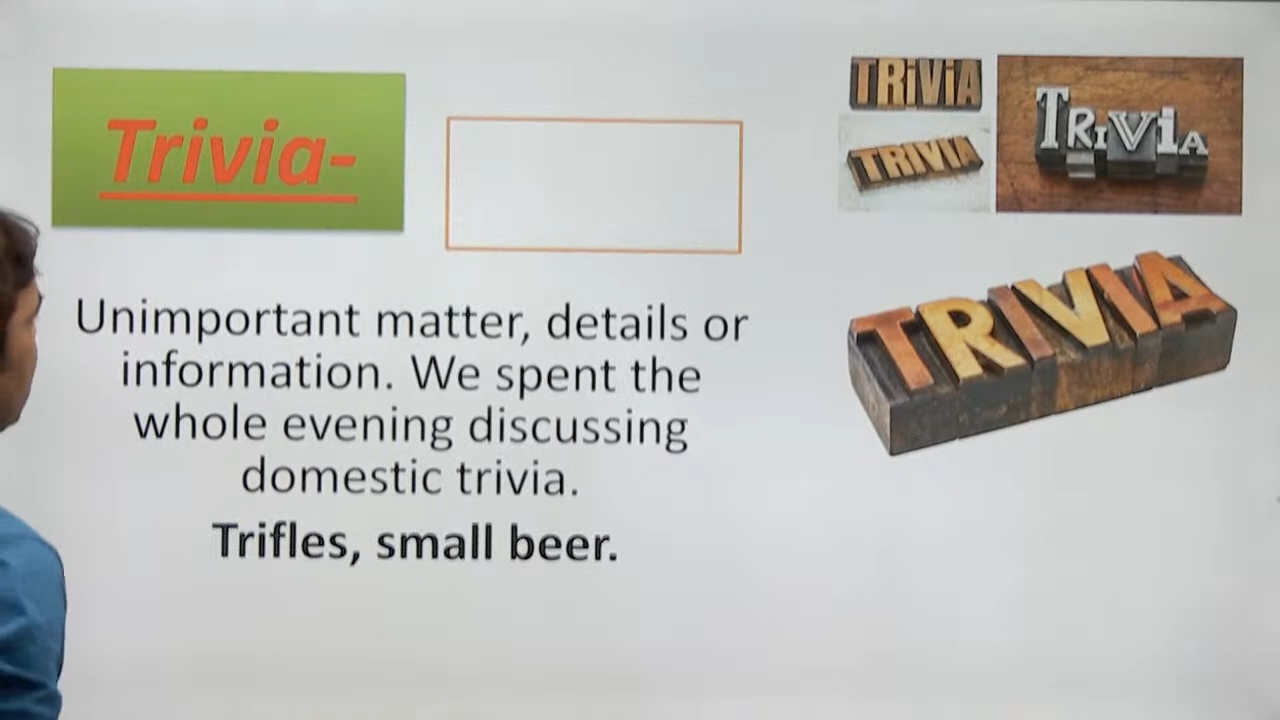 Trivia-
Unimportant matter, details or
information. We spent the
whole evening discussing
domestic trivia.
Trifles, small beer.
TRiViA
TRIVIA
TRIViA
TRIVIA